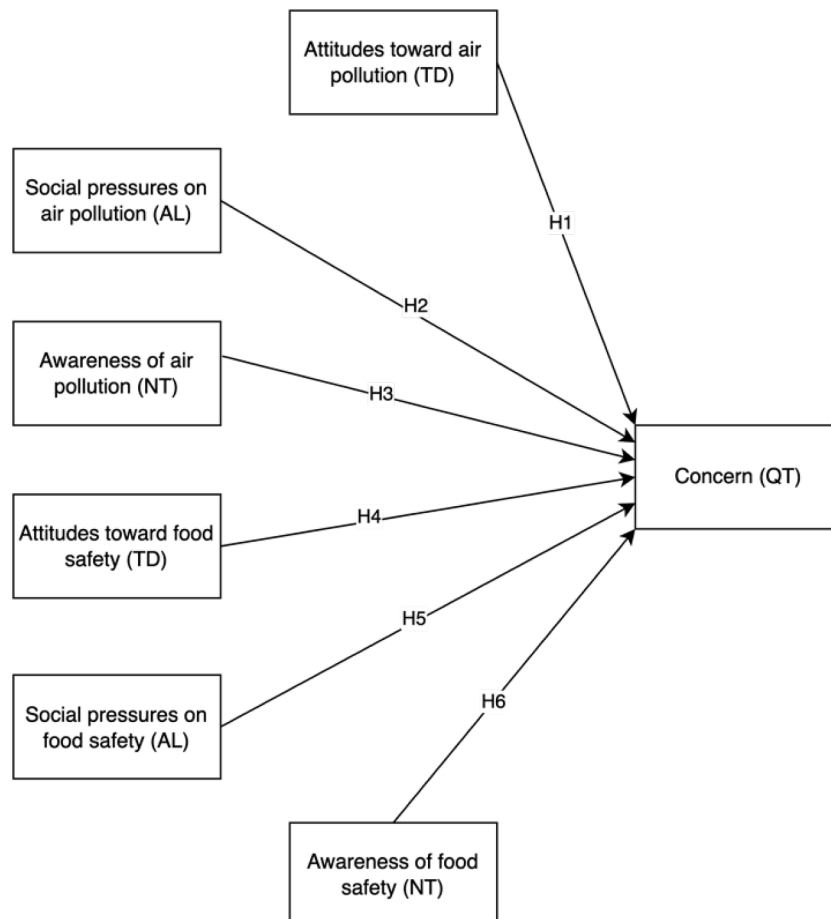 Attitudes toward air
pollution (TD)
Social pressures on
air pollution (AL)
H1
H2
Awareness of air
pollution (NT)
H3
Concern (QT)
Attitudes toward food
safety (TD)
H4
H5
Social pressures on
food safety (AL)
H6
Awareness of food
safety (NT)